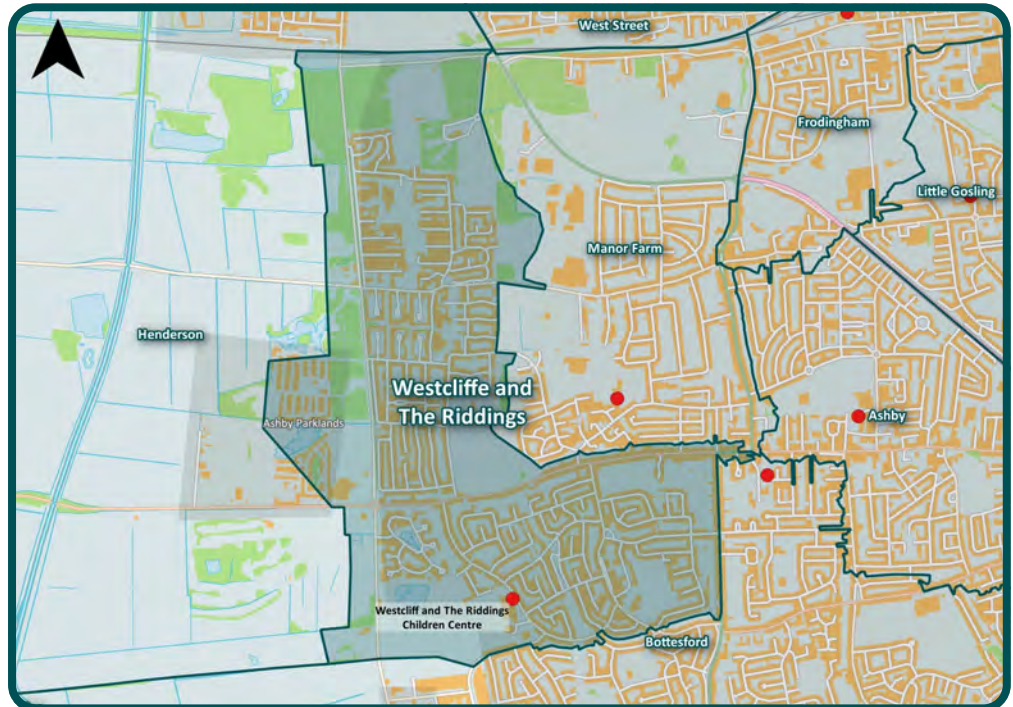 West Street
Frodingham
Little Gosling
Manor Farm
Henderson
Westcliffe and
The Riddings
Ashby Parklands
Ashby
Westcliff and The Riddings
Children Centre
Bottesford